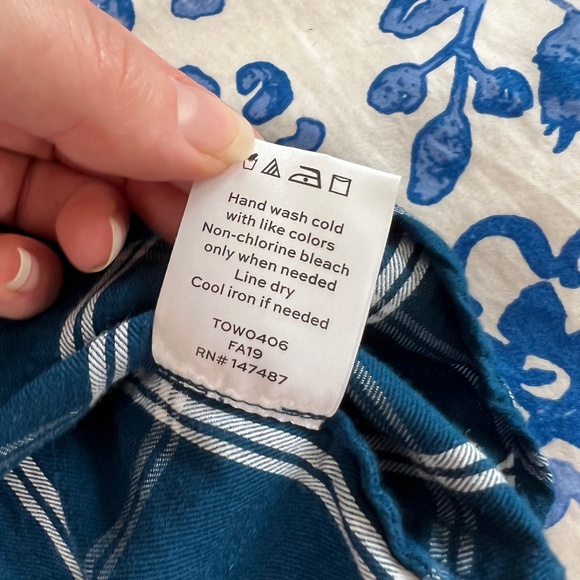 Hand wash cold
with like colors
Non-chlorine bleach
only when needed
Line dry
Cool iron if needed
TOW0406
FA19
RN# 147487